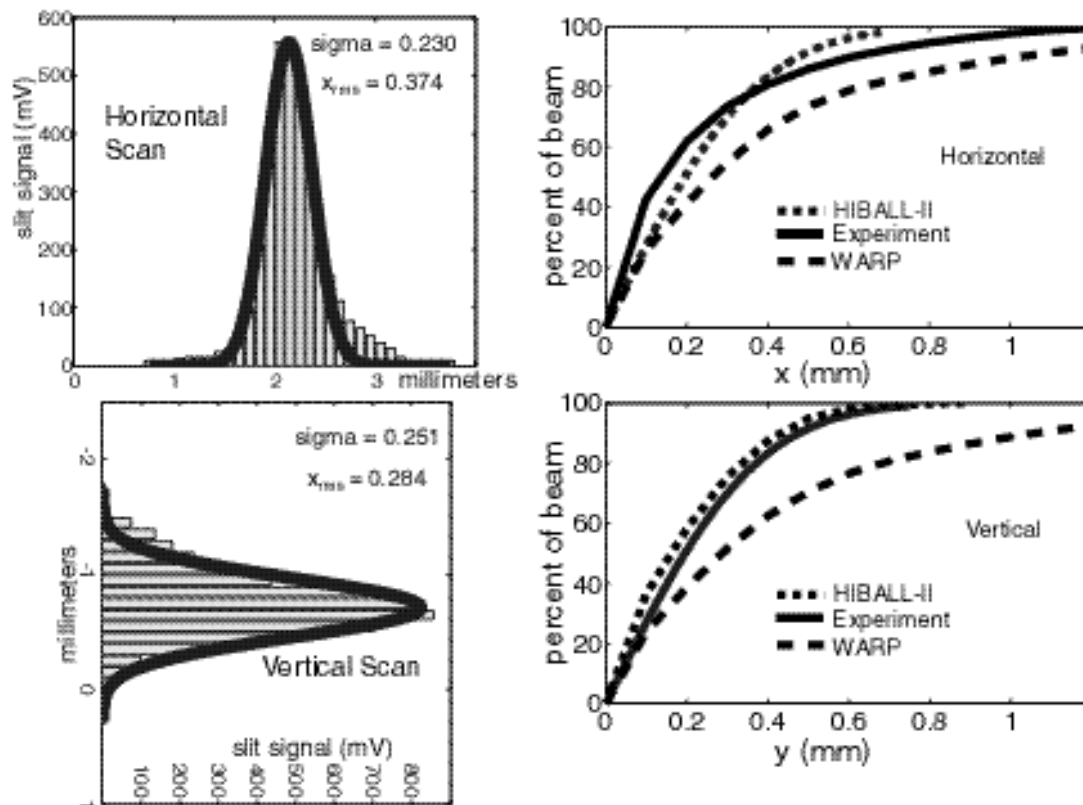 600
500
400
300
200
100
0
slit signal (mV)
sigma = 0.230
x_rms = 0.374
Horizontal
Scan
0
1
2
3
millimeters
100
80
60
40
20
0
percent of beam
Horizontal
HIBALL-II
Experiment
WARP
0
0.2
0.4
0.6
0.8
1
x (mm)
-2
-1
0
1
millimeters
sigma = 0.251
x_rms = 0.284
Vertical Scan
slit signal (mV)
100
200
300
400
500
600
700
800
100
80
60
40
20
0
percent of beam
Vertical
HIBALL-II
Experiment
WARP
0
0.2
0.4
0.6
0.8
1
y (mm)